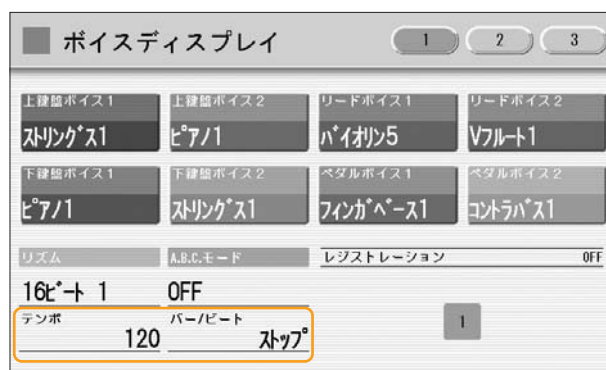 ボイスディスプレイ 1 2 3
上鍵盤ボイス1 上鍵盤ボイス2 リードボイス1 リードボイス2
ストリングス1 ピアノ1 バイオリン5 Vフルート1
下鍵盤ボイス1 下鍵盤ボイス2 ペダルボイス1 ペダルボイス2
ピアノ1 ストリングス1 フィンガベース1 コントラバス1
リズム A.B.C.モード レジストレーション OFF
16ビート 1 OFF
テンポ バー/ビート 1
120 ストップ